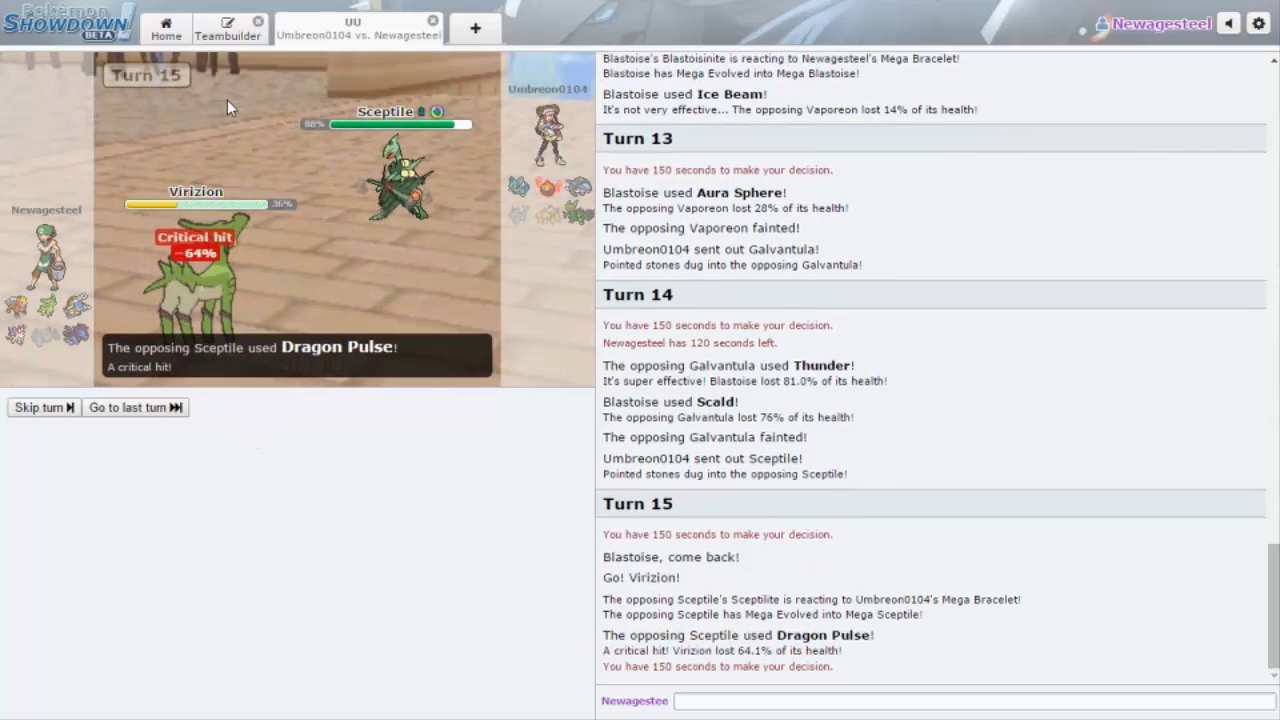 Pokémon
SHOWDOWN!
BETA
Home
Teambuilder
UU
Umbreon0104 vs. Newagesteel
+
Newagesteel
Turn 15
Sceptile
88%
Virizion
36%
Critical hit
−64%
The opposing Sceptile used Dragon Pulse!
A critical hit!
Newagesteel
Umbreon0104
Skip turn
Go to last turn
Blastoise's Blastoisinite is reacting to Newagesteel's Mega Bracelet!
Blastoise has Mega Evolved into Mega Blastoise!
Blastoise used Ice Beam!
It's not very effective... The opposing Vaporeon lost 14% of its health!
Turn 13
You have 150 seconds to make your decision.
Blastoise used Aura Sphere!
The opposing Vaporeon lost 28% of its health!
The opposing Vaporeon fainted!
Umbreon0104 sent out Galvantula!
Pointed stones dug into the opposing Galvantula!
Turn 14
You have 150 seconds to make your decision.
Newagesteel has 120 seconds left.
The opposing Galvantula used Thunder!
It's super effective! Blastoise lost 81.0% of its health!
Blastoise used Scald!
The opposing Galvantula lost 76% of its health!
The opposing Galvantula fainted!
Umbreon0104 sent out Sceptile!
Pointed stones dug into the opposing Sceptile!
Turn 15
You have 150 seconds to make your decision.
Blastoise, come back!
Go! Virizion!
The opposing Sceptile's Sceptilite is reacting to Umbreon0104's Mega Bracelet!
The opposing Sceptile has Mega Evolved into Mega Sceptile!
The opposing Sceptile used Dragon Pulse!
A critical hit! Virizion lost 64.1% of its health!
You have 150 seconds to make your decision.
Newagestee